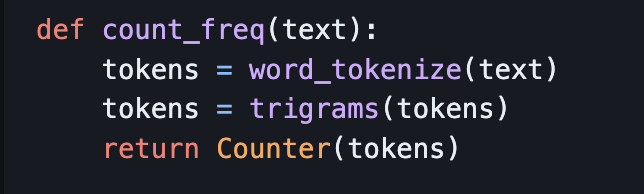 def count_freq(text):
    tokens = word_tokenize(text)
    tokens = trigrams(tokens)
    return Counter(tokens)